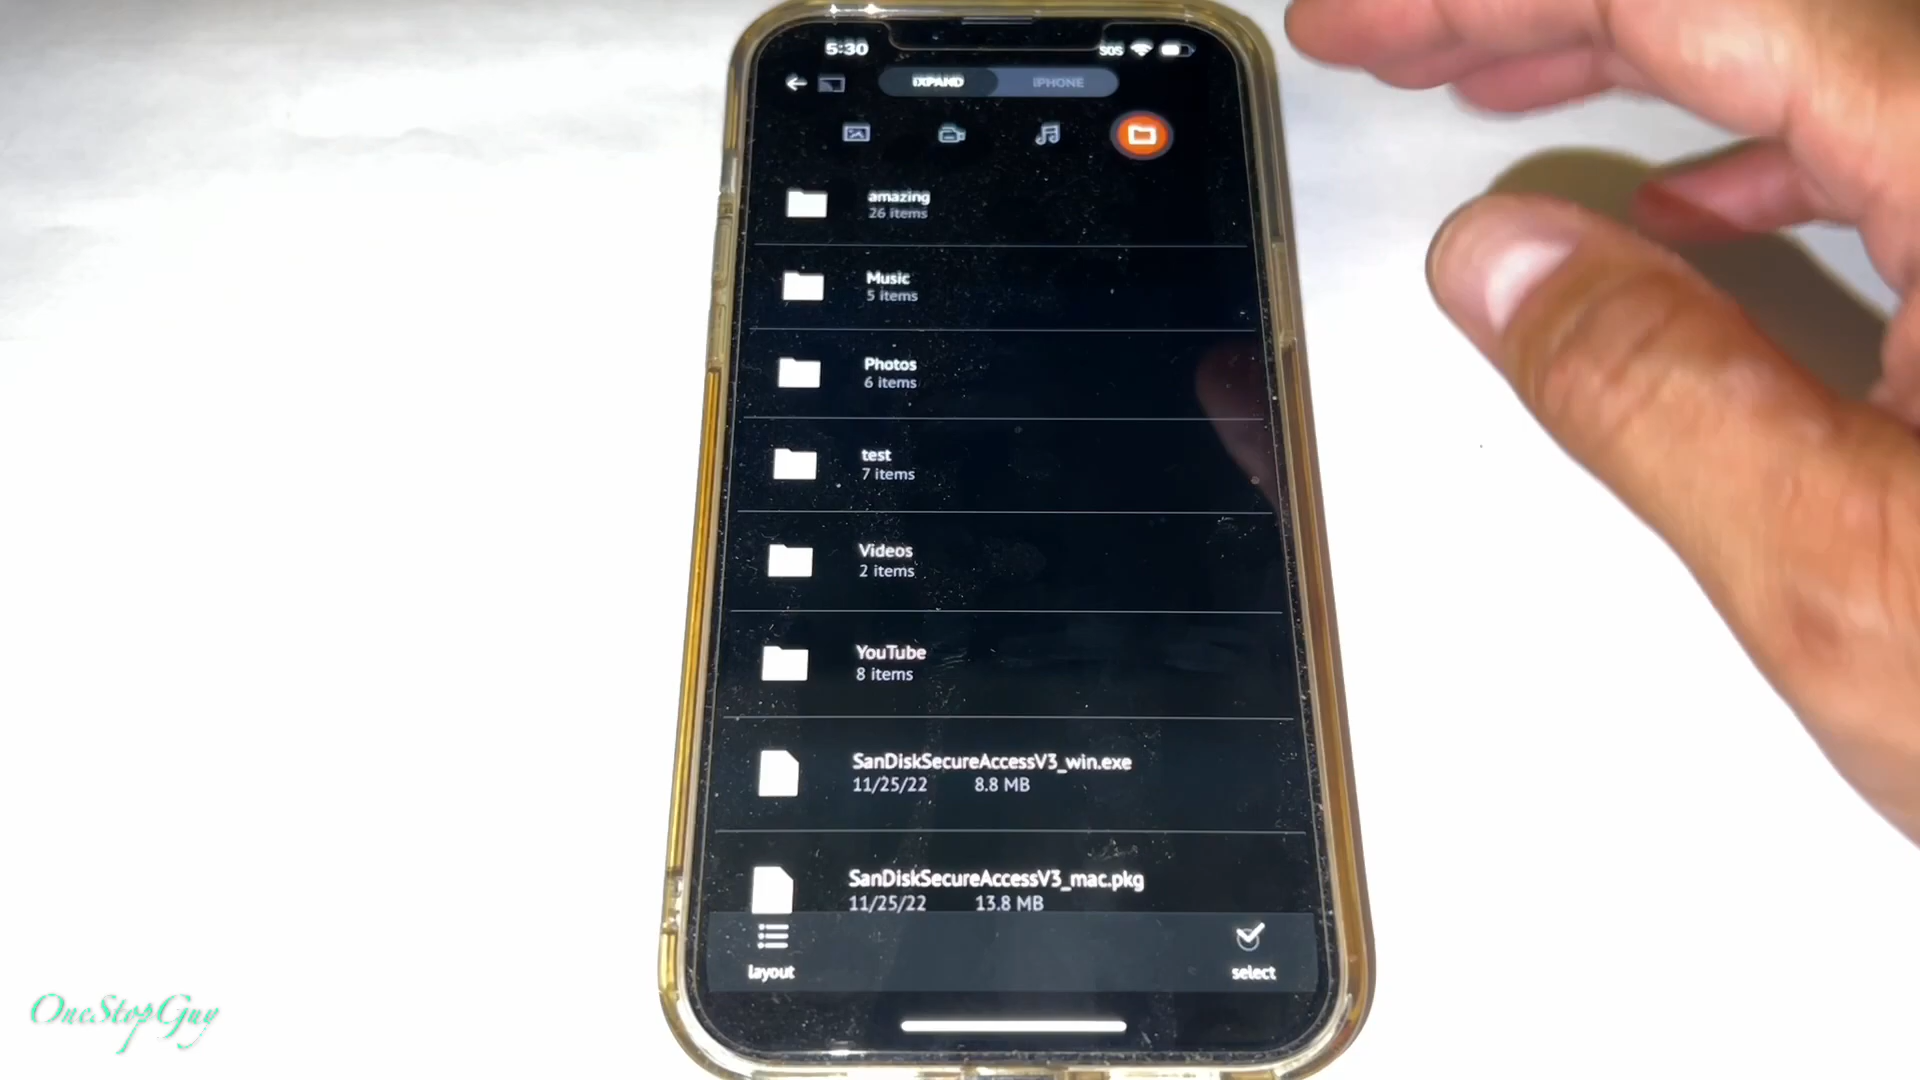 5:30
SOS
iXPAND IPHONE
amazing
26 items
Music
5 items
Photos
6 items
test
7 items
Videos
2 items
YouTube
8 items
SanDiskSecureAccessV3_win.exe
11/25/22 8.8 MB
SanDiskSecureAccessV3_mac.pkg
11/25/22 13.8 MB
layout select
OneStopGuy